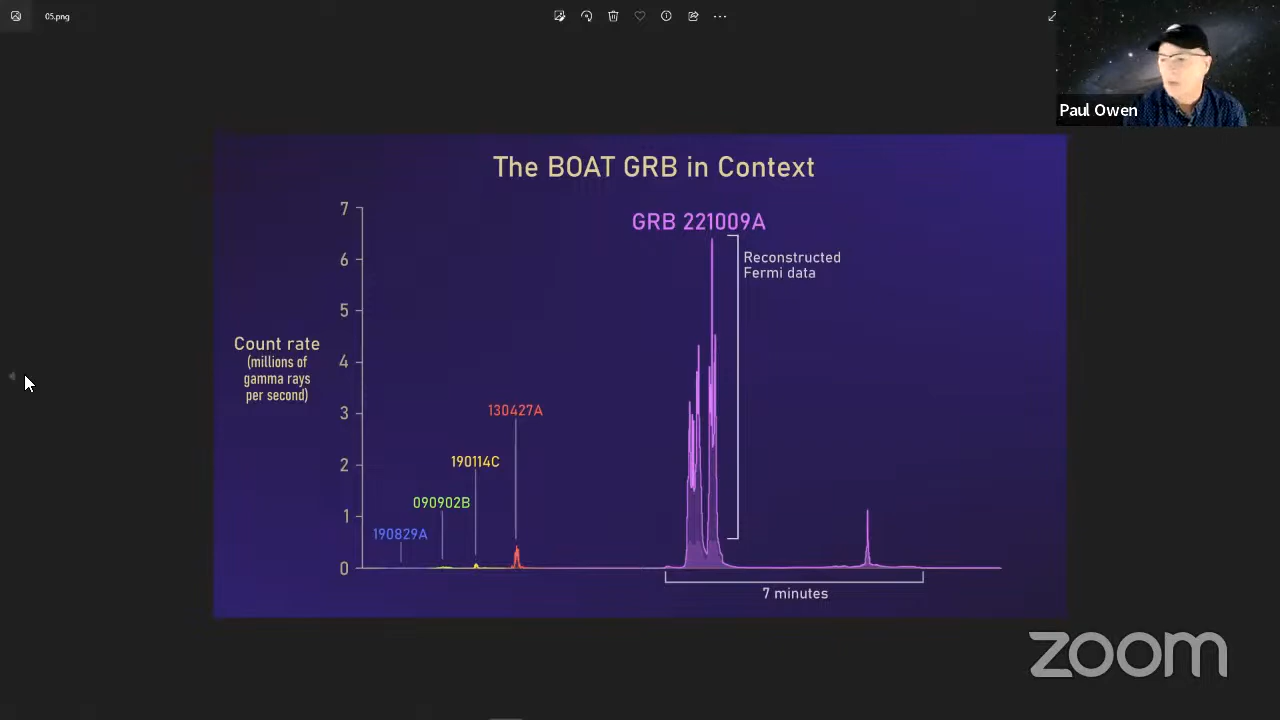 05.png
Paul Owen
The BOAT GRB in Context
7
GRB 221009A
6
Reconstructed
Fermi data
5
Count rate
(millions of
gamma rays
per second)
4
3
130427A
2
190114C
090902B
1
190829A
0
7 minutes
zoom